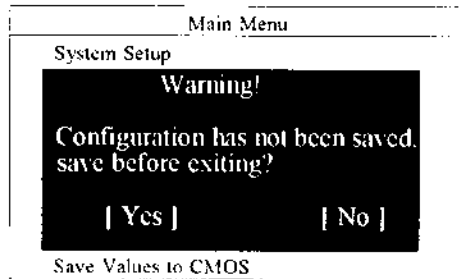 Main Menu
System Setup
Warning!
Configuration has not been saved.
save before exiting?
[ Yes ] [ No ]
Save Values to CMOS